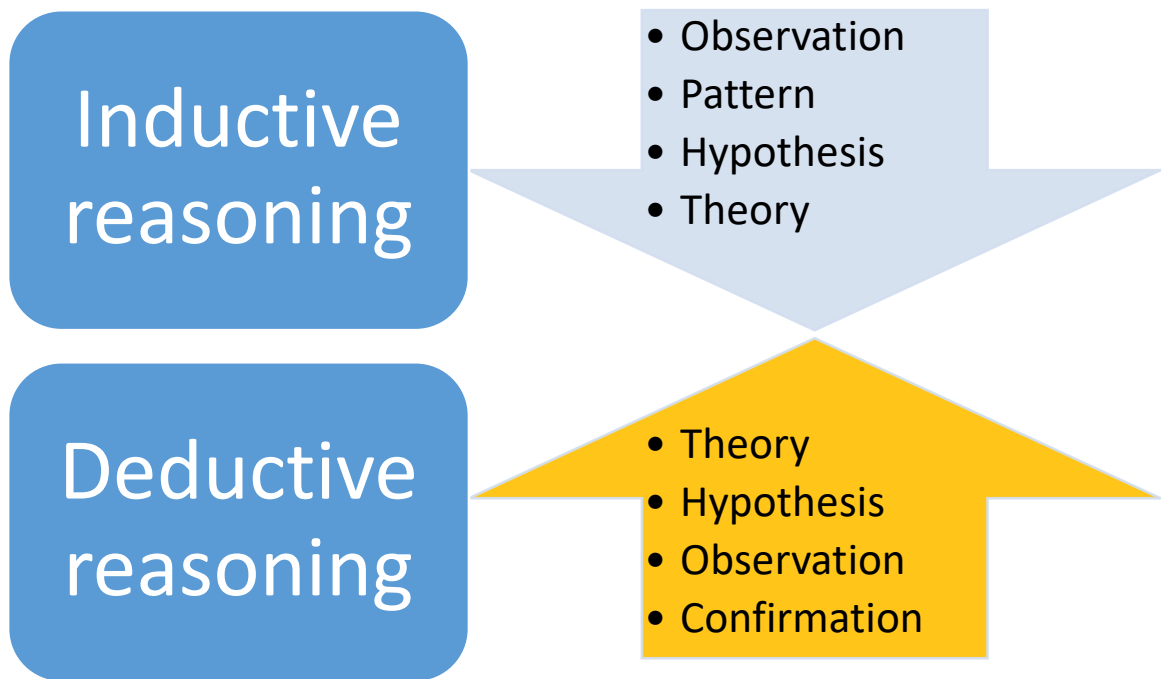 Inductive
reasoning
• Observation
• Pattern
• Hypothesis
• Theory
Deductive
reasoning
• Theory
• Hypothesis
• Observation
• Confirmation